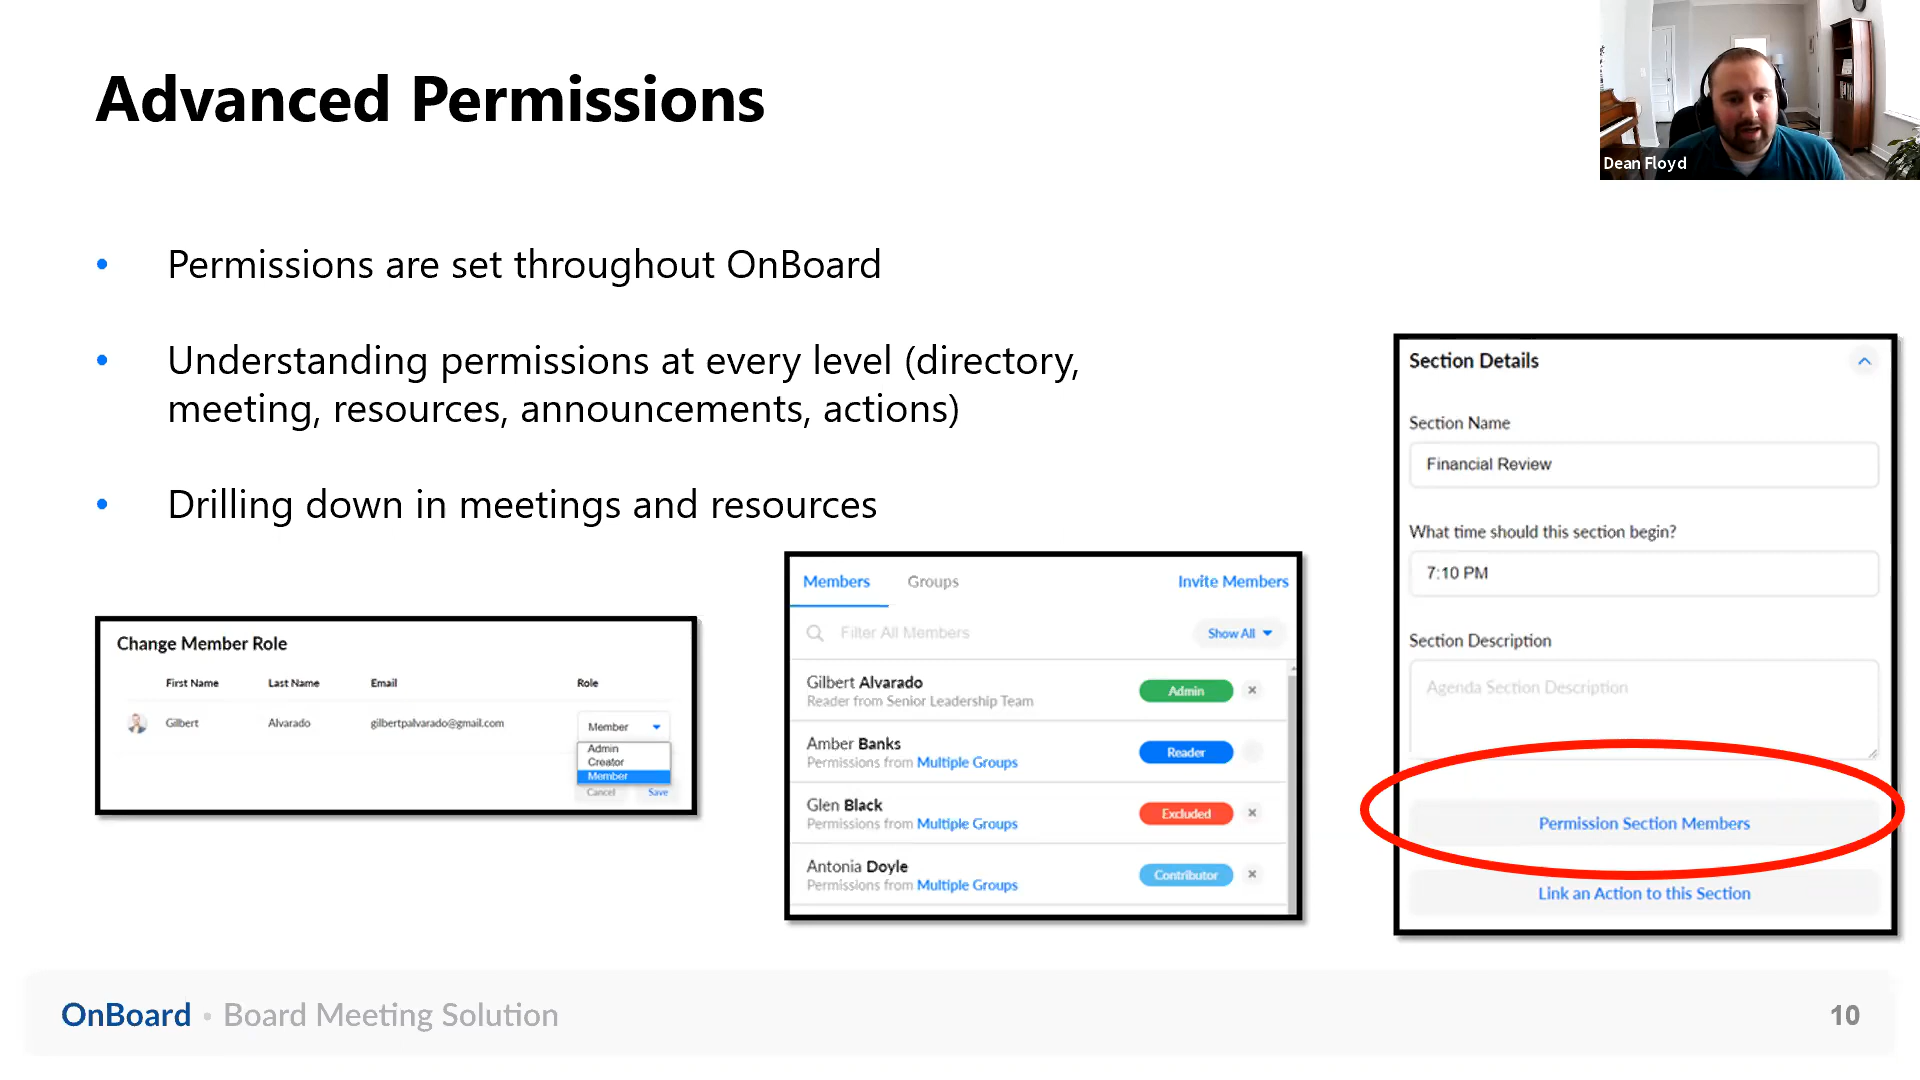 Advanced Permissions
Dean Floyd
• Permissions are set throughout OnBoard
• Understanding permissions at every level (directory,
meeting, resources, announcements, actions)
• Drilling down in meetings and resources
Change Member Role
First Name Last Name Email Role
Gilbert Alvarado gilbertpalvarado@gmail.com Member
Admin
Creator
Member
Cancel Save
Members Groups Invite Members
Filter All Members Show All
Gilbert Alvarado
Reader from Senior Leadership Team
Admin
Amber Banks
Permissions from Multiple Groups
Reader
Glen Black
Permissions from Multiple Groups
Excluded
Antonia Doyle
Permissions from Multiple Groups
Contributor
Section Details
Section Name
Financial Review
What time should this section begin?
7:10 PM
Section Description
Agenda Section Description
Permission Section Members
Link an Action to this Section
OnBoard • Board Meeting Solution
10